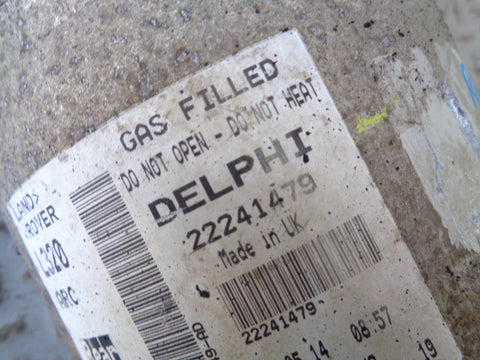 GAS FILLED
DO NOT OPEN - DO NOT HEAT
DELPHI
22241479
Made in UK
22241479
LAND>
ROVER
L320
ARC
05.14 08:57
19